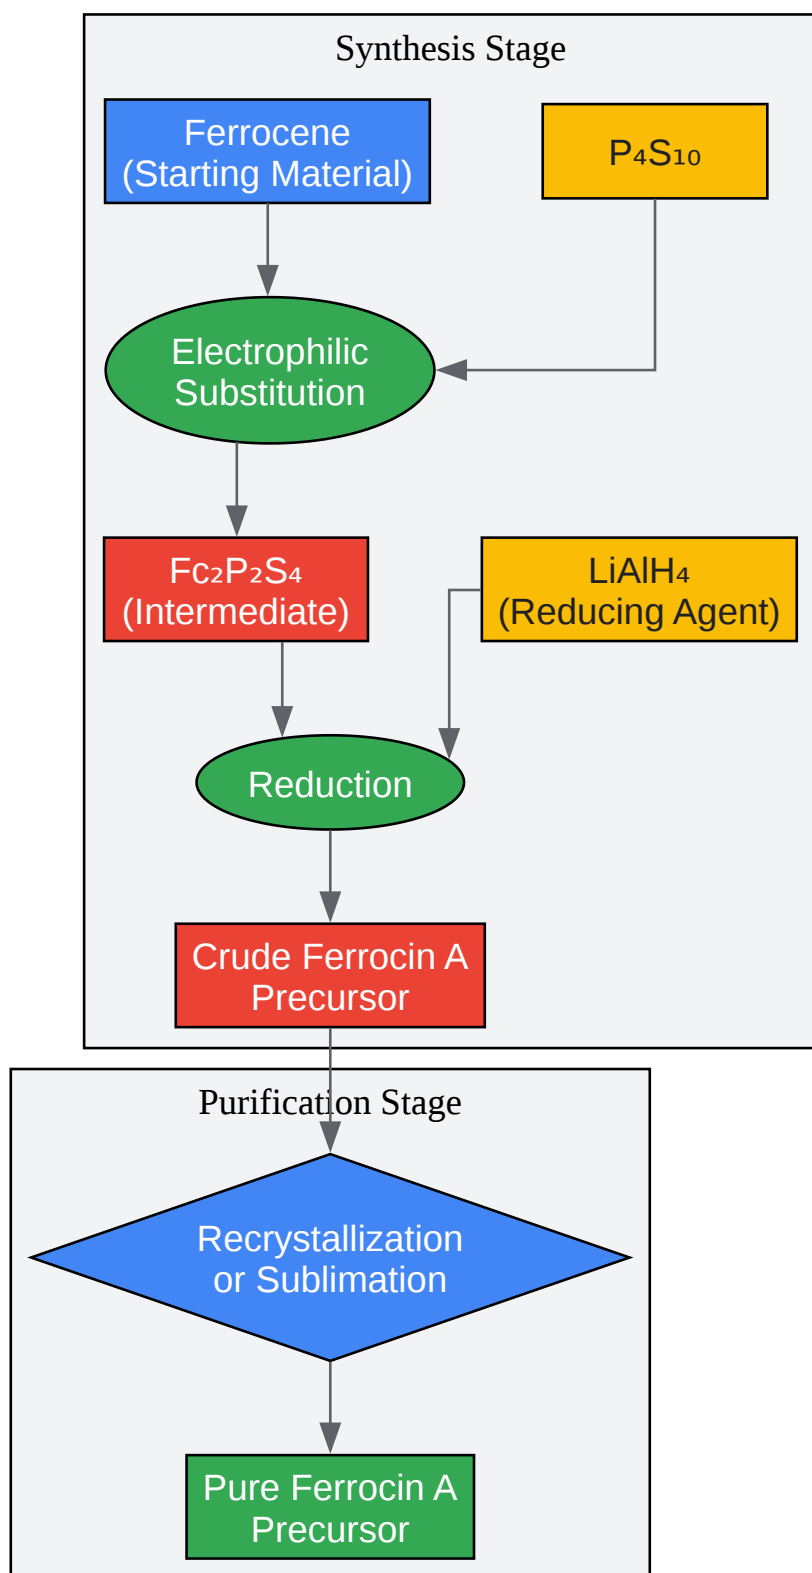 Synthesis Stage
Ferrocene
(Starting Material)
P₄S₁₀
Electrophilic
Substitution
Fc₂P₂S₄
(Intermediate)
LiAlH₄
(Reducing Agent)
Reduction
Crude Ferrocin A
Precursor
Purification Stage
Recrystallization
or Sublimation
Pure Ferrocin A
Precursor